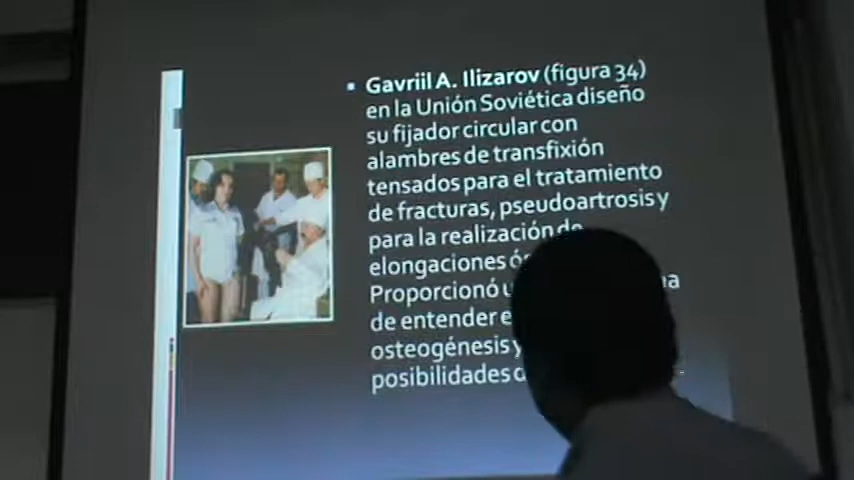 Gavriil A. Ilizarov (figura 34)
en la Unión Soviética diseño
su fijador circular con
alambres de transfixión
tensados para el tratamiento
de fracturas, pseudoartrosis y
para la realización de
elongaciones
Proporcionó
de entender
osteogénesis y
posibilidades